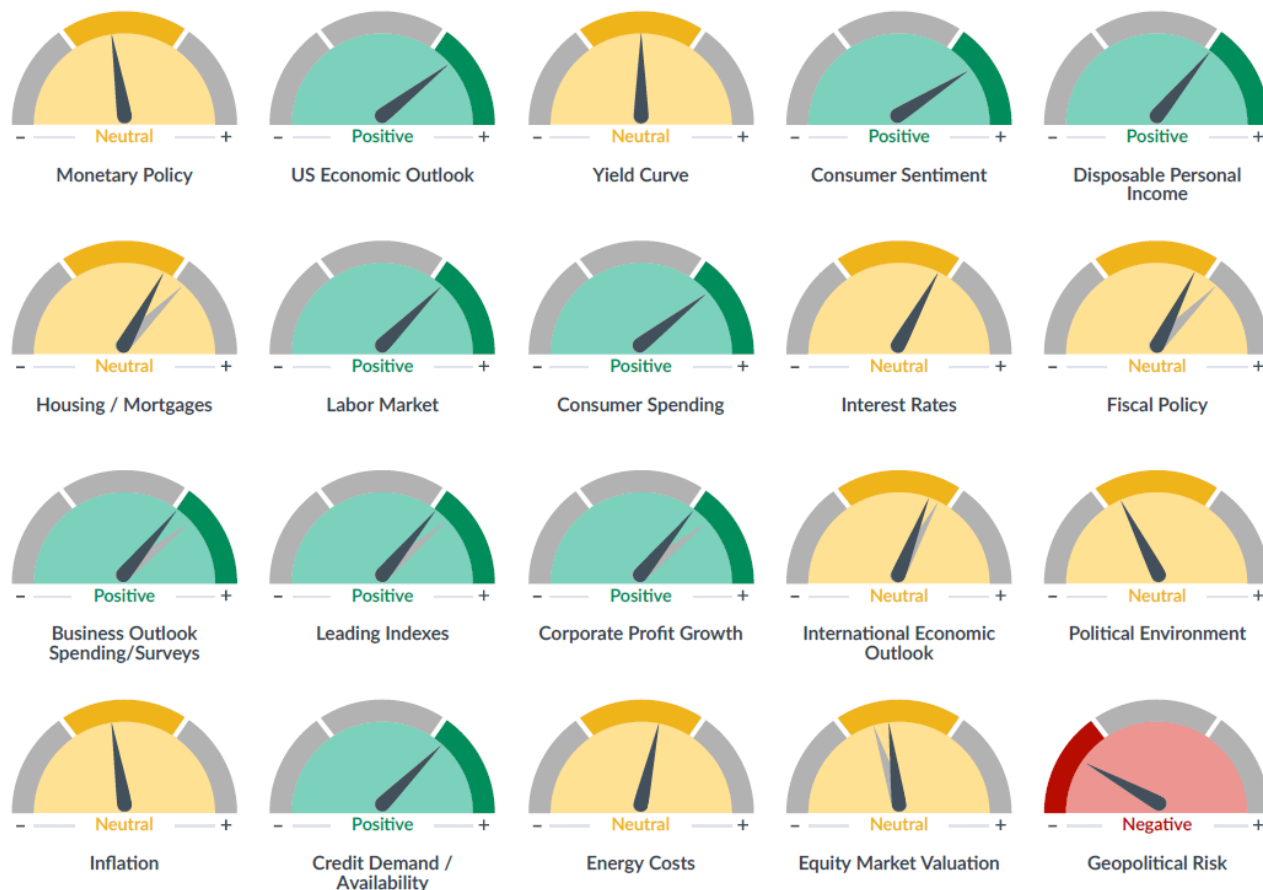 - Neutral +
- Positive +
- Neutral +
- Positive +
- Positive +
Monetary Policy
US Economic Outlook
Yield Curve
Consumer Sentiment
Disposable Personal
Income
- Neutral +
- Positive +
- Positive +
- Neutral +
- Neutral +
Housing / Mortgages
Labor Market
Consumer Spending
Interest Rates
Fiscal Policy
- Positive +
- Positive +
- Positive +
- Neutral +
- Neutral +
Business Outlook
Spending/Surveys
Leading Indexes
Corporate Profit Growth
International Economic
Outlook
Political Environment
- Neutral +
- Positive +
- Neutral +
- Neutral +
- Negative +
Inflation
Credit Demand /
Availability
Energy Costs
Equity Market Valuation
Geopolitical Risk